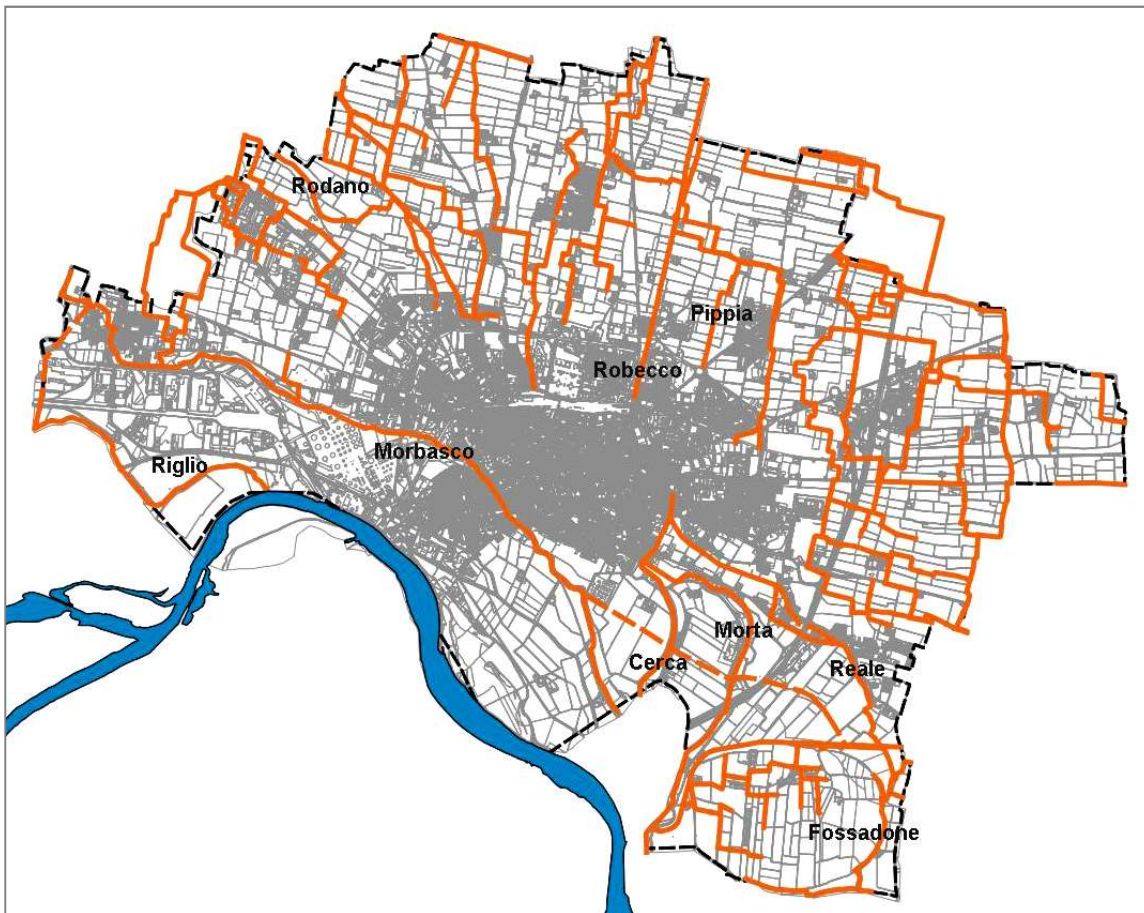 Rodano
Pippia
Robecco
Morbasco
Riglio
Morta
Cerca
Reale
Fossadone